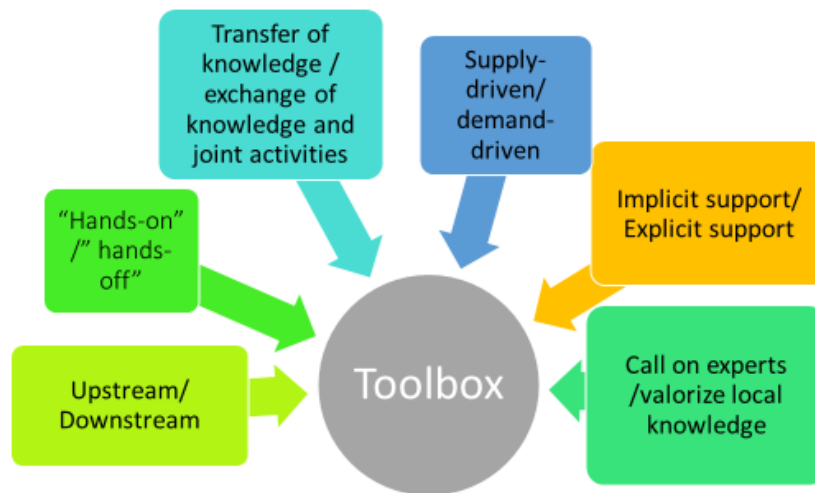 Transfer of
knowledge /
exchange of
knowledge and
joint activities
Supply-
driven/
demand-
driven
Implicit support/
Explicit support
“Hands-on”
/” hands-
off”
Upstream/
Downstream
Toolbox
Call on experts
/valorize local
knowledge